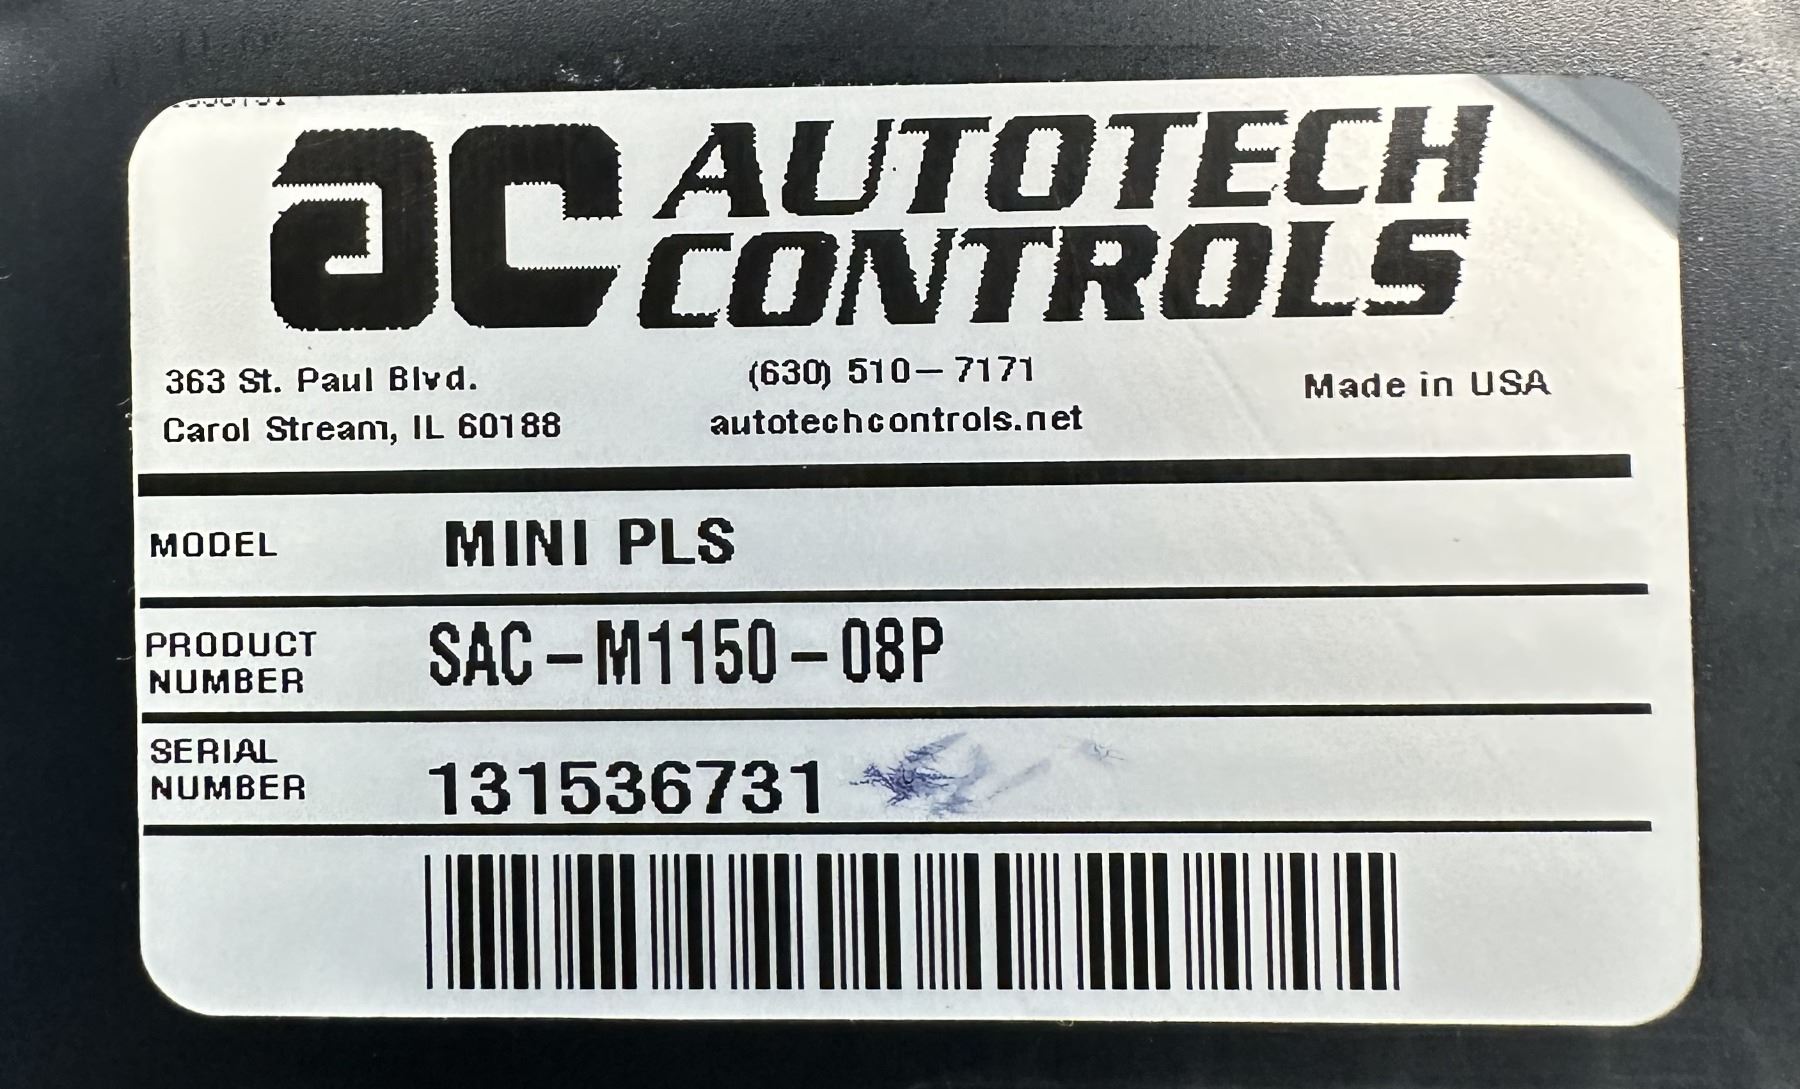 ac AUTOTECH
CONTROLS
363 St. Paul Blvd.
Carol Stream, IL 60188
(630) 510-7171
autotechcontrols.net
Made in USA
MODEL MINI PLS
PRODUCT
NUMBER
SAC-M1150-08P
SERIAL
NUMBER
131536731